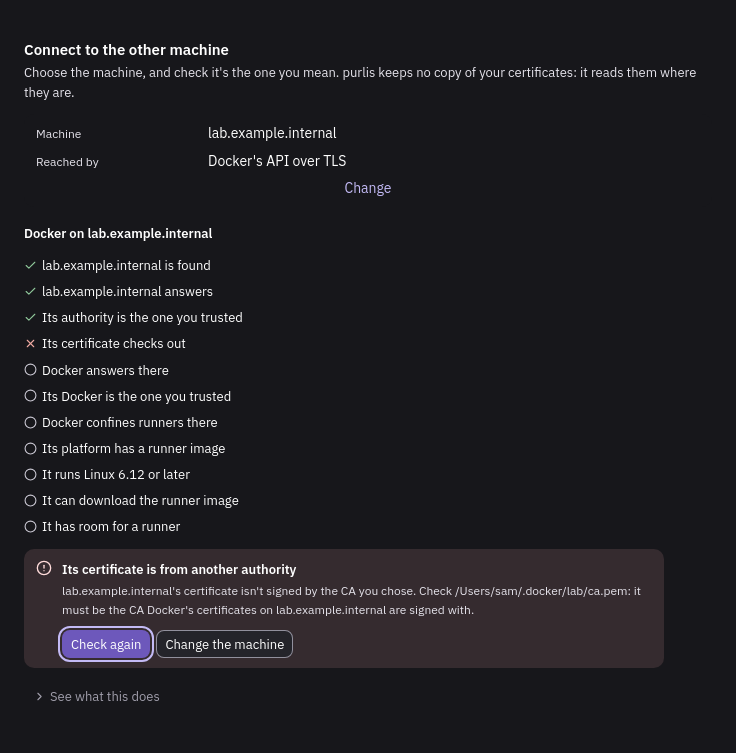 Connect to the other machine
Choose the machine, and check it's the one you mean. purlis keeps no copy of your certificates: it reads them where
they are.
Machine lab.example.internal
Reached by Docker's API over TLS
Change
Docker on lab.example.internal
lab.example.internal is found
lab.example.internal answers
Its authority is the one you trusted
Its certificate checks out
Docker answers there
Its Docker is the one you trusted
Docker confines runners there
Its platform has a runner image
It runs Linux 6.12 or later
It can download the runner image
It has room for a runner
Its certificate is from another authority
lab.example.internal's certificate isn't signed by the CA you chose. Check /Users/sam/.docker/lab/ca.pem: it
must be the CA Docker's certificates on lab.example.internal are signed with.
Check again Change the machine
See what this does